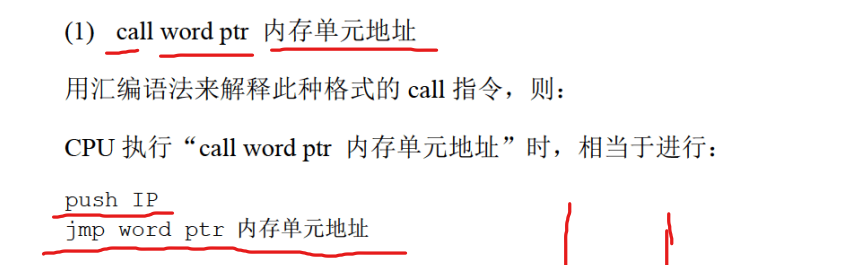 (1) call word ptr 内存单元地址
用汇编语法来解释此种格式的 call 指令，则：
CPU 执行“call word ptr 内存单元地址”时，相当于进行：
push IP
jmp word ptr 内存单元地址